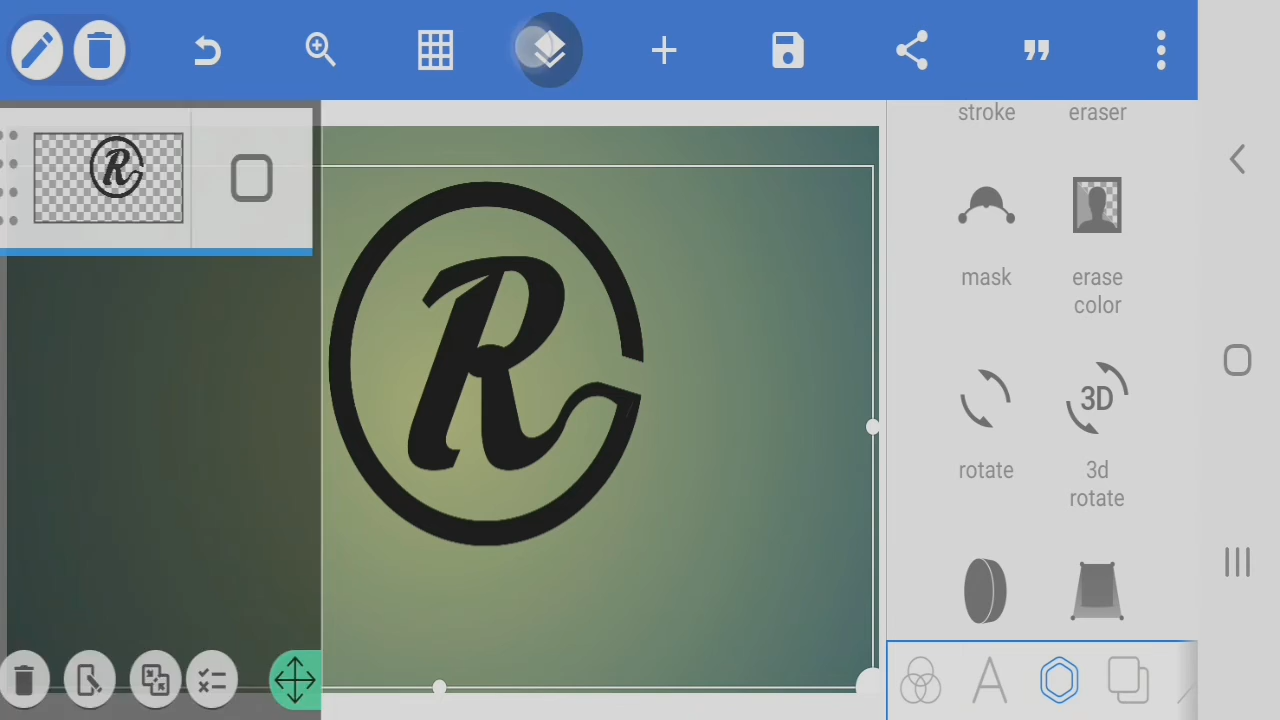 stroke
eraser
R
R
mask
erase
color
3D
rotate
3d
rotate